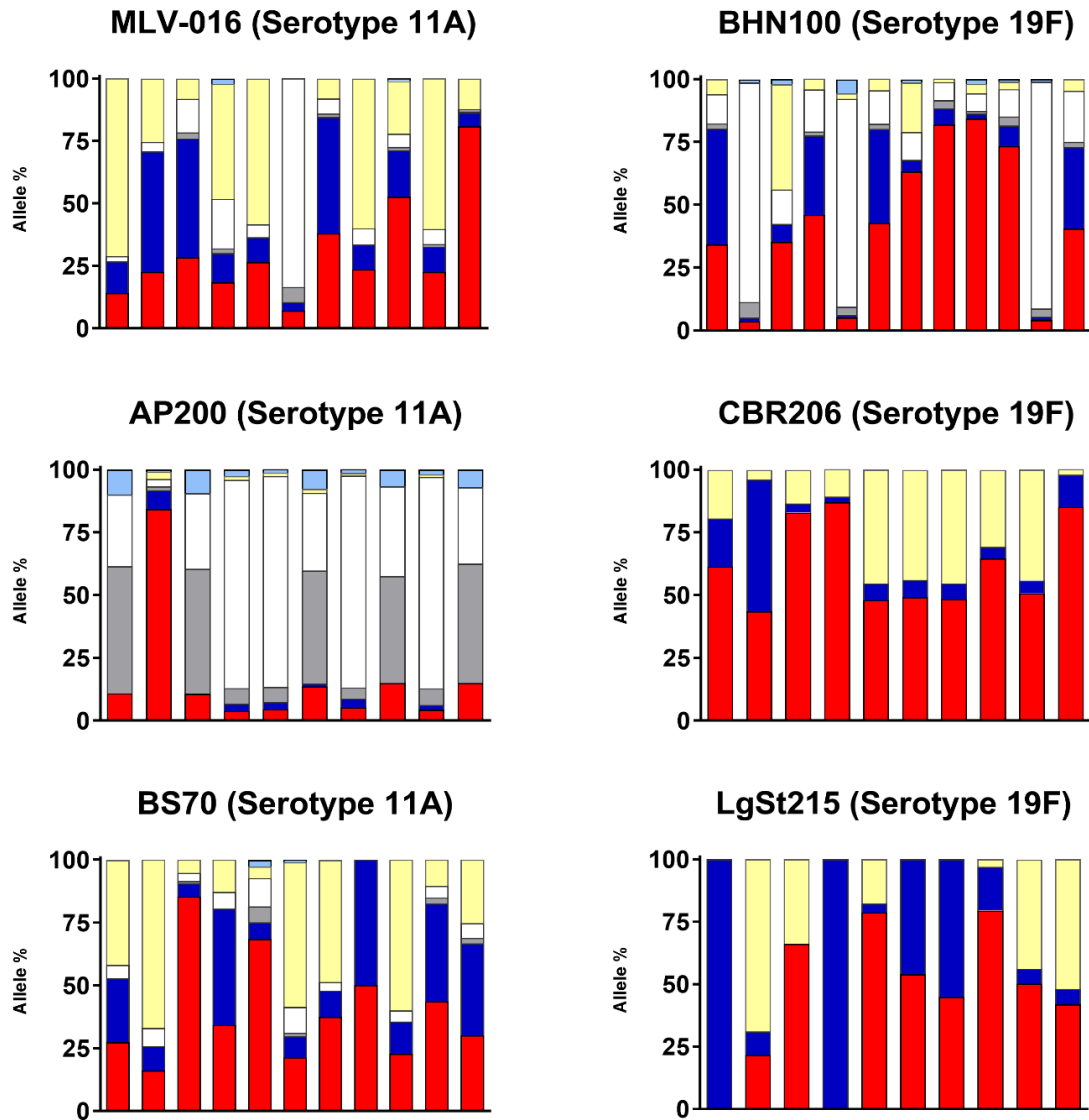 MLV-016 (Serotype 11A)
100
75
50
25
0
Allele %
BHN100 (Serotype 19F)
100
75
50
25
0
Allele %
AP200 (Serotype 11A)
100
75
50
25
0
Allele %
CBR206 (Serotype 19F)
100
75
50
25
0
Allele %
BS70 (Serotype 11A)
100
75
50
25
0
Allele %
LgSt215 (Serotype 19F)
100
75
50
25
0
Allele %